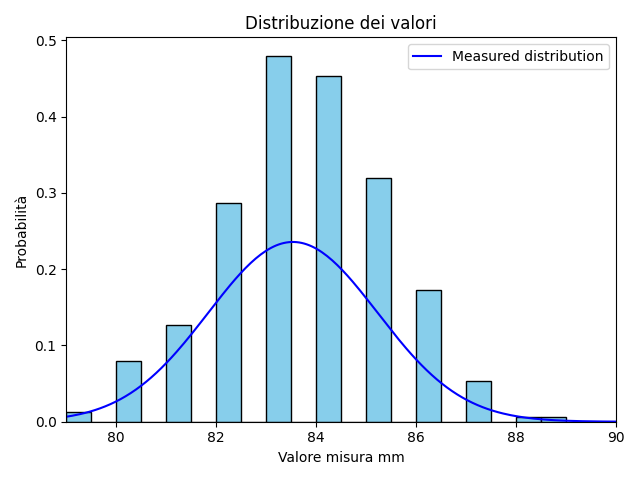 Distribuzione dei valori
0.5
0.4
0.3
0.2
0.1
0.0
Probabilità
Measured distribution
80 82 84 86 88 90
Valore misura mm